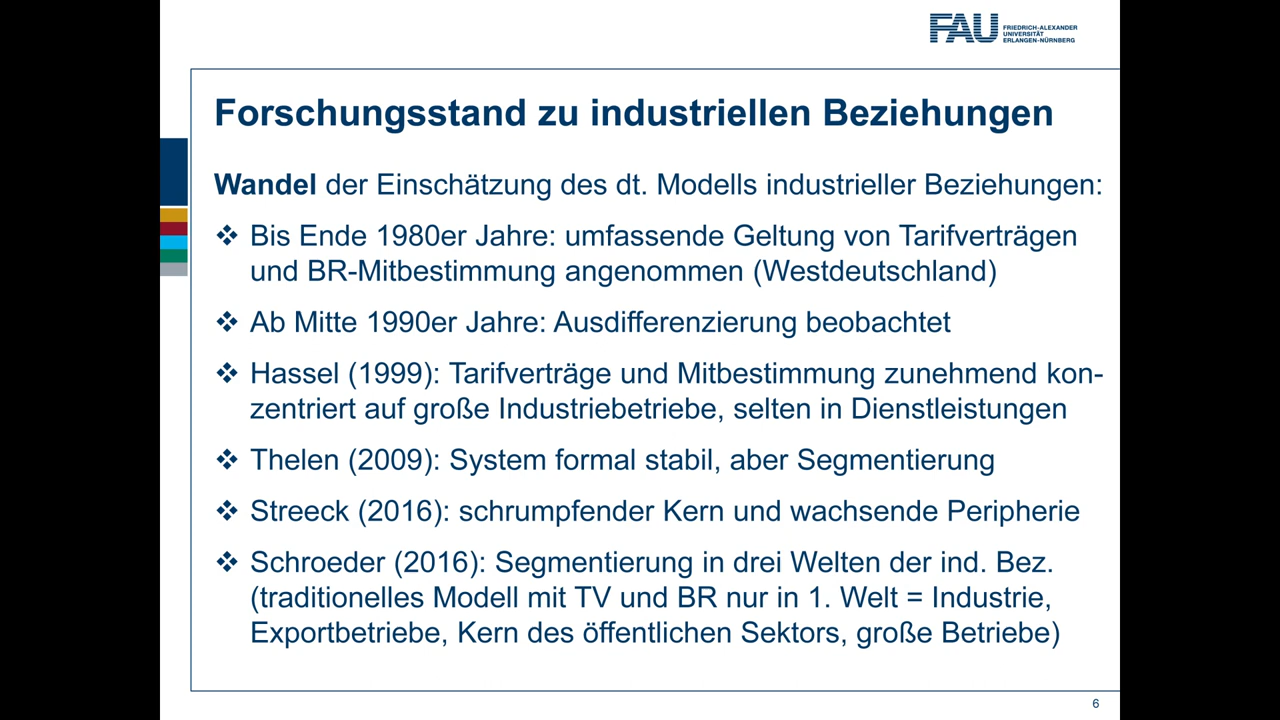 FAU FRIEDRICH-ALEXANDER
UNIVERSITÄT
ERLANGEN-NÜRNBERG
Forschungsstand zu industriellen Beziehungen
Wandel der Einschätzung des dt. Modells industrieller Beziehungen:
❖ Bis Ende 1980er Jahre: umfassende Geltung von Tarifverträgen
und BR-Mitbestimmung angenommen (Westdeutschland)
❖ Ab Mitte 1990er Jahre: Ausdifferenzierung beobachtet
❖ Hassel (1999): Tarifverträge und Mitbestimmung zunehmend kon-
zentriert auf große Industriebetriebe, selten in Dienstleistungen
❖ Thelen (2009): System formal stabil, aber Segmentierung
❖ Streeck (2016): schrumpfender Kern und wachsende Peripherie
❖ Schroeder (2016): Segmentierung in drei Welten der ind. Bez.
(traditionelles Modell mit TV und BR nur in 1. Welt = Industrie,
Exportbetriebe, Kern des öffentlichen Sektors, große Betriebe)
6